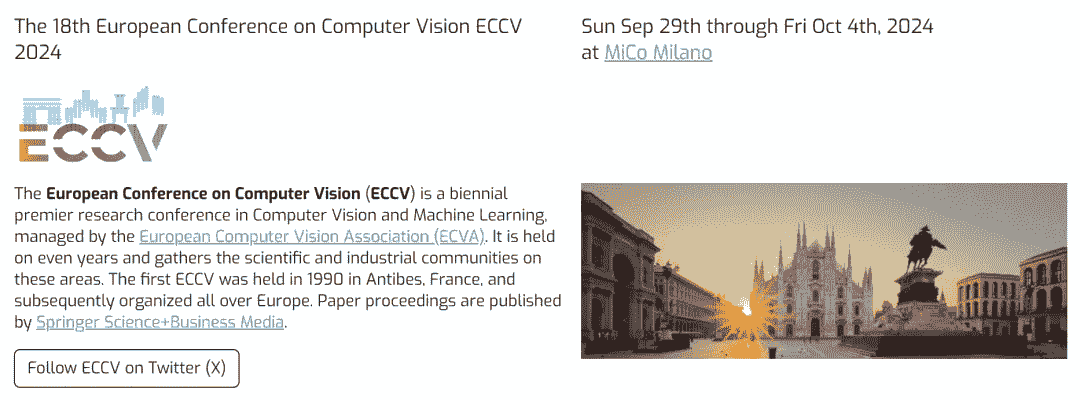 The 18th European Conference on Computer Vision ECCV
2024
Sun Sep 29th through Fri Oct 4th, 2024
at MiCo Milano
ECCV
The European Conference on Computer Vision (ECCV) is a biennial
premier research conference in Computer Vision and Machine Learning,
managed by the European Computer Vision Association (ECVA). It is held
on even years and gathers the scientific and industrial communities on
these areas. The first ECCV was held in 1990 in Antibes, France, and
subsequently organized all over Europe. Paper proceedings are published
by Springer Science+Business Media.
Follow ECCV on Twitter (X)